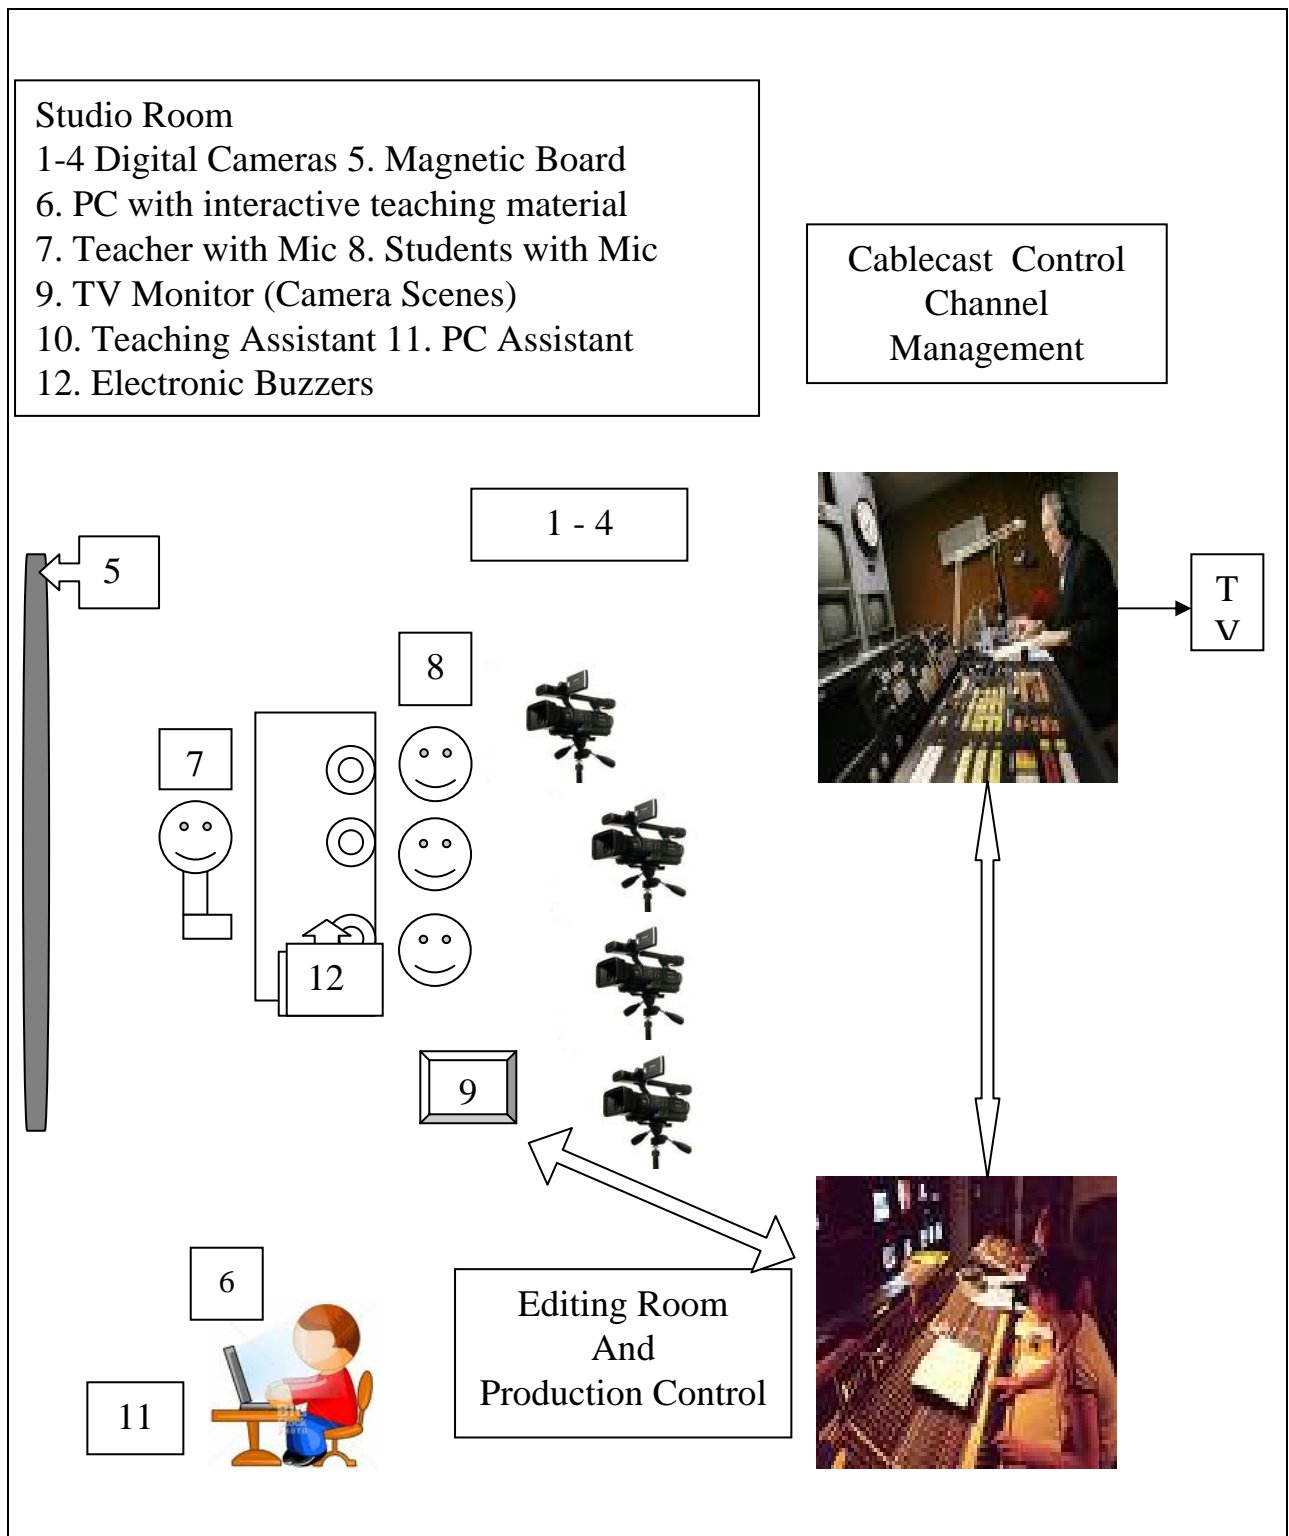 Studio Room
1-4 Digital Cameras 5. Magnetic Board
6. PC with interactive teaching material
7. Teacher with Mic 8. Students with Mic
9. TV Monitor (Camera Scenes)
10. Teaching Assistant 11. PC Assistant
12. Electronic Buzzers
Cablecast Control
Channel
Management
1 - 4
5
T
V
8
7
12
9
6
11
Editing Room
And
Production Control